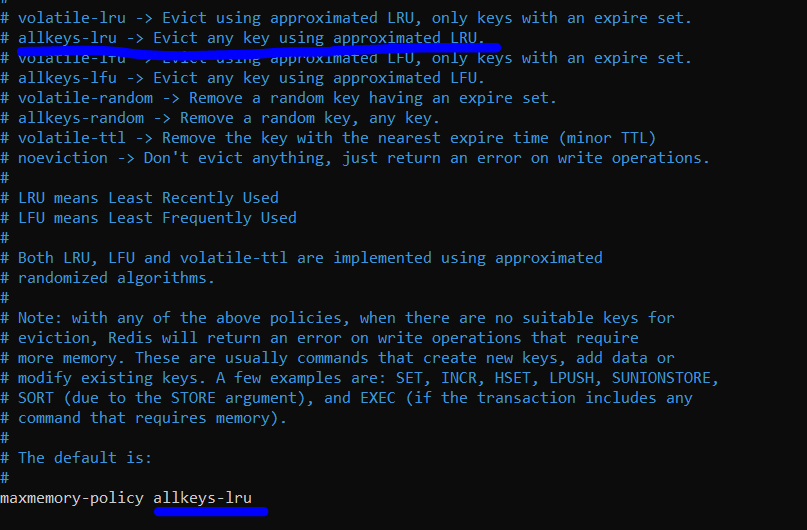 # volatile-lru -> Evict using approximated LRU, only keys with an expire set.
# allkeys-lru -> Evict any key using approximated LRU.
# volatile-lfu -> Evict using approximated LFU, only keys with an expire set.
# allkeys-lfu -> Evict any key using approximated LFU.
# volatile-random -> Remove a random key having an expire set.
# allkeys-random -> Remove a random key, any key.
# volatile-ttl -> Remove the key with the nearest expire time (minor TTL)
# noeviction -> Don't evict anything, just return an error on write operations.
#
# LRU means Least Recently Used
# LFU means Least Frequently Used
#
# Both LRU, LFU and volatile-ttl are implemented using approximated
# randomized algorithms.
#
# Note: with any of the above policies, when there are no suitable keys for
# eviction, Redis will return an error on write operations that require
# more memory. These are usually commands that create new keys, add data or
# modify existing keys. A few examples are: SET, INCR, HSET, LPUSH, SUNIONSTORE,
# SORT (due to the STORE argument), and EXEC (if the transaction includes any
# command that requires memory).
#
# The default is:
#
maxmemory-policy allkeys-lru